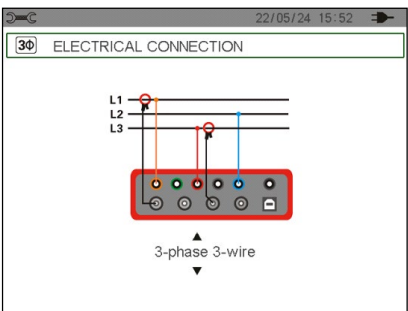 22/05/24 15:52
3Φ ELECTRICAL CONNECTION
L1
L2
L3
3-phase 3-wire